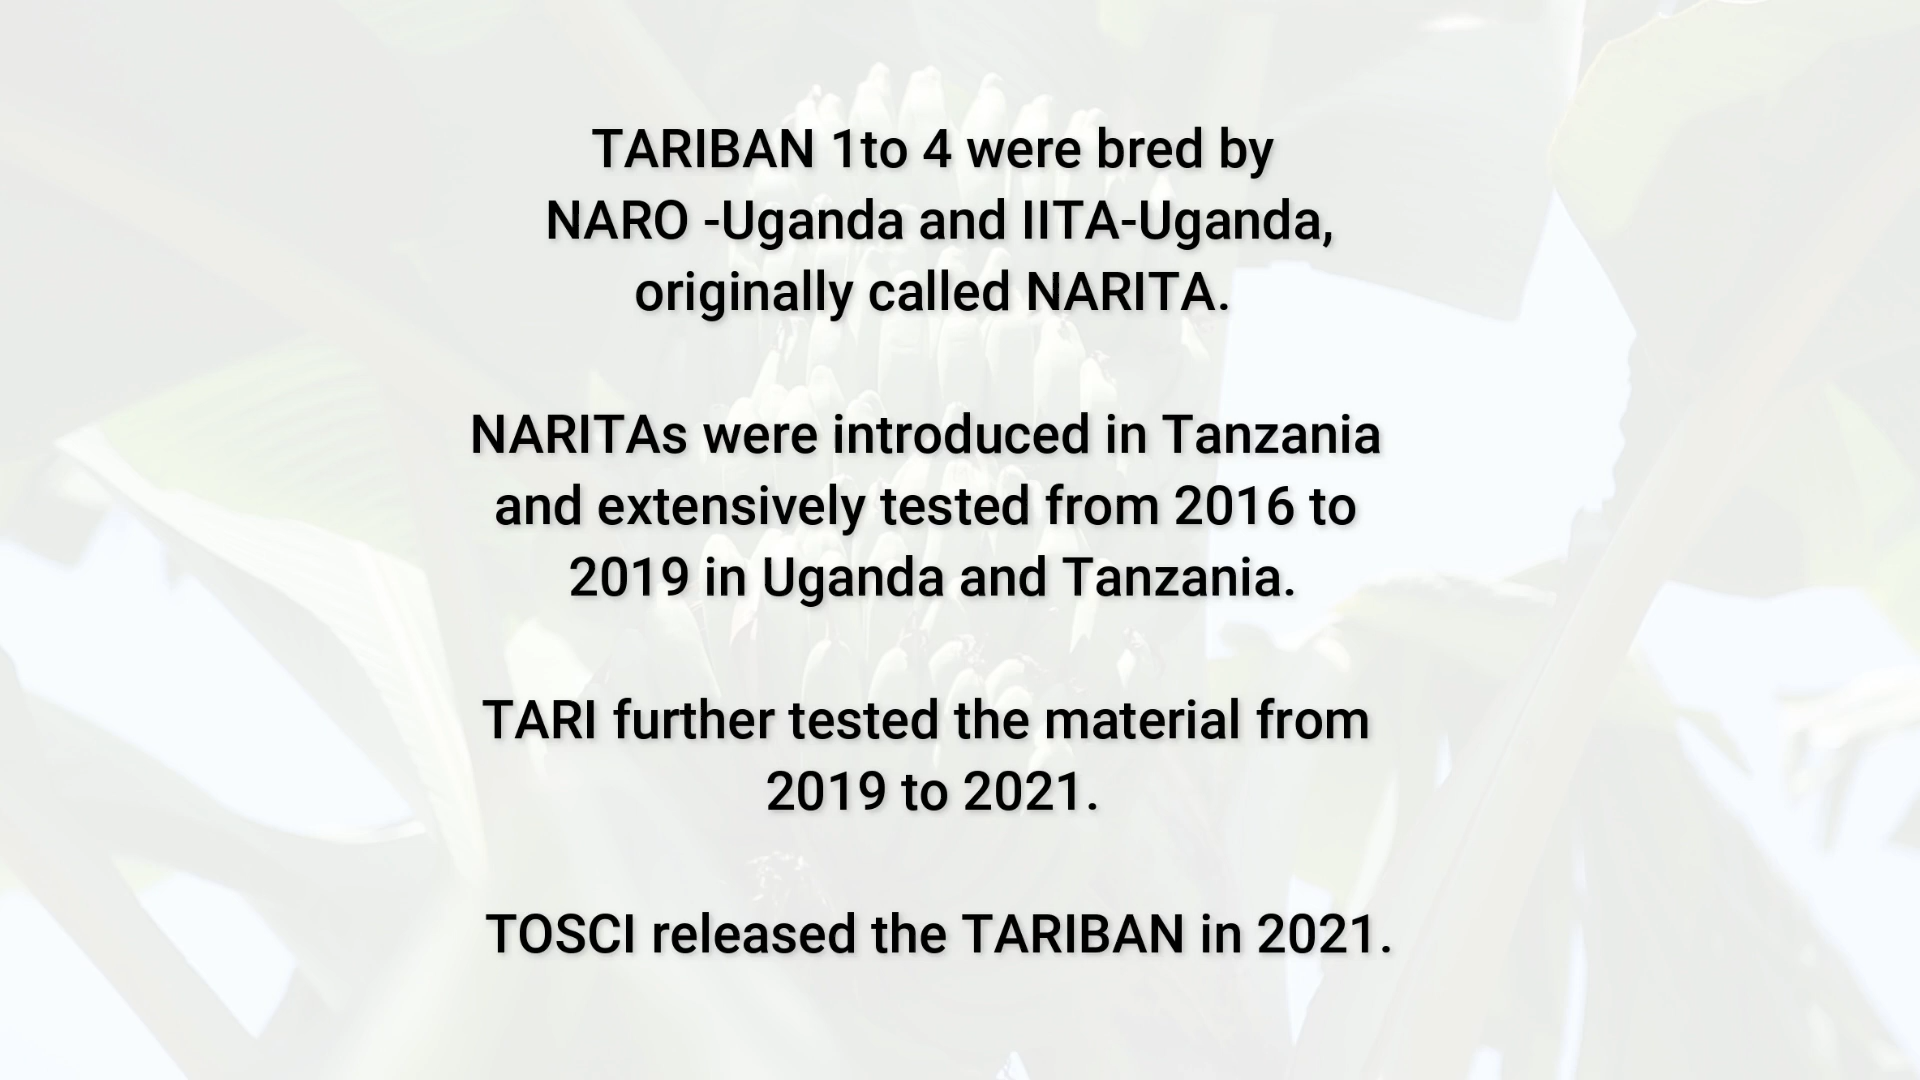 TARIBAN 1to 4 were bred by
NARO -Uganda and IITA-Uganda,
originally called NARITA.
NARITAs were introduced in Tanzania
and extensively tested from 2016 to
2019 in Uganda and Tanzania.
TARI further tested the material from
2019 to 2021.
TOSCI released the TARIBAN in 2021.